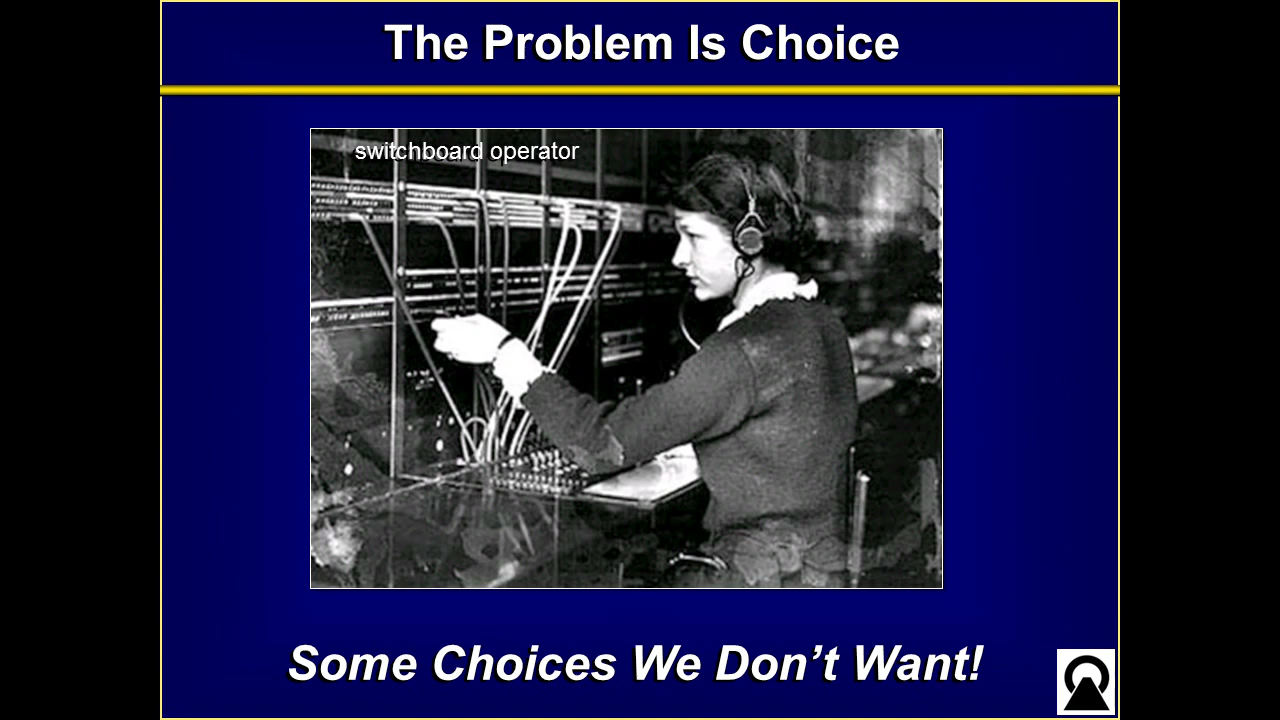 The Problem Is Choice
switchboard operator
Some Choices We Don’t Want!